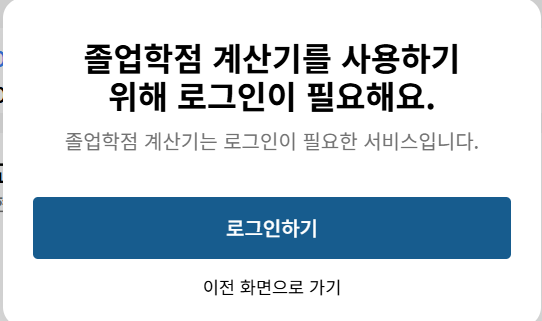 졸업학점 계산기를 사용하기
위해 로그인이 필요해요.
졸업학점 계산기는 로그인이 필요한 서비스입니다.
로그인하기
이전 화면으로 가기